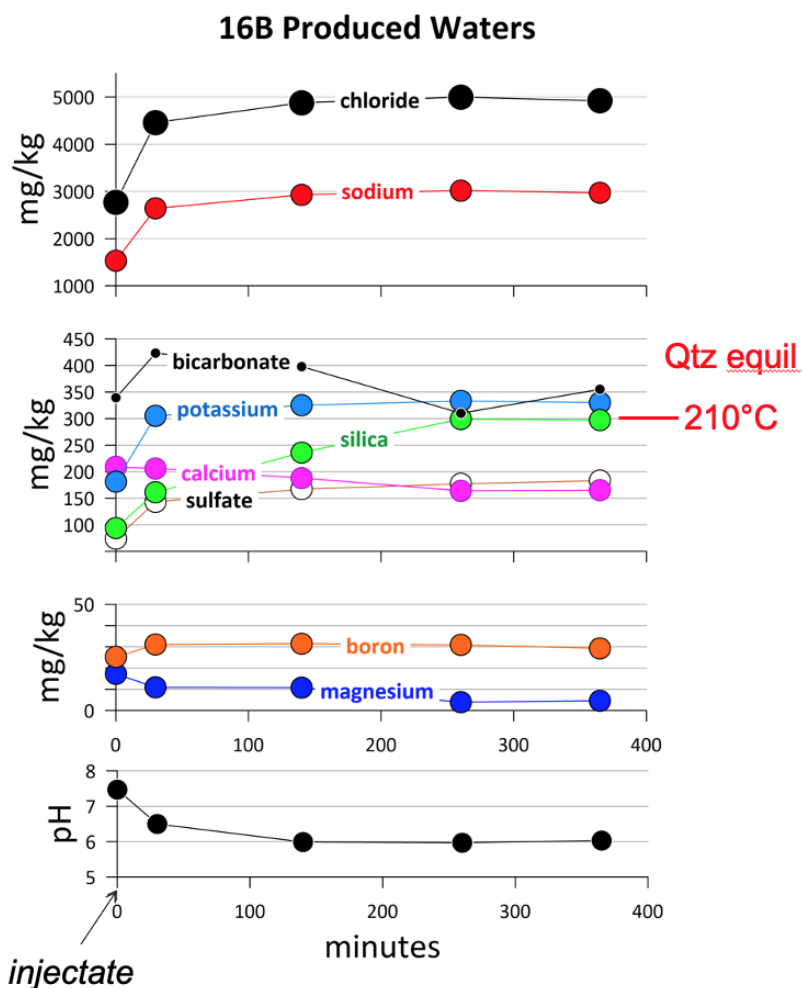 16B Produced Waters
5000
4000
3000
2000
1000
mg/kg
chloride
sodium
450
400
350
300
250
200
150
100
mg/kg
bicarbonate
potassium
silica
calcium
sulfate
Qtz equil
210°C
50
0
mg/kg
boron
magnesium
0
100
200
300
400
8
7
6
5
pH
0
100
200
300
400
minutes
injectate